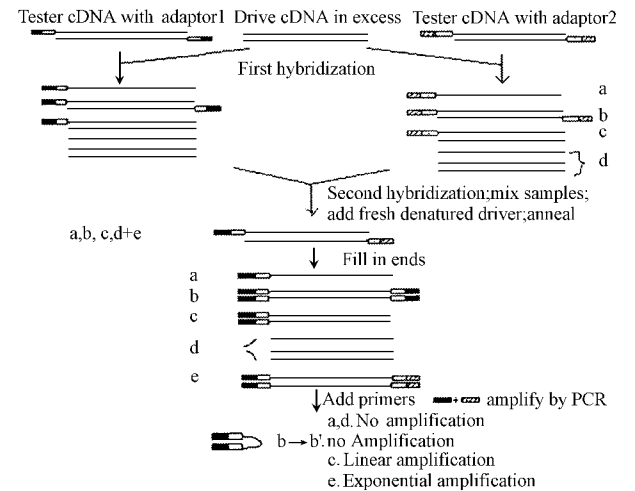 Tester cDNA with adaptor1 Drive cDNA in excess Tester cDNA with adaptor2
First hybridization
a
b
c
d
Second hybridization;mix samples;
add fresh denatured driver;anneal
a,b, c,d+e
Fill in ends
a
b
c
d
e
Add primers + amplify by PCR
a,d. No amplification
b→b'. no Amplification
c. Linear amplification
e. Exponential amplification